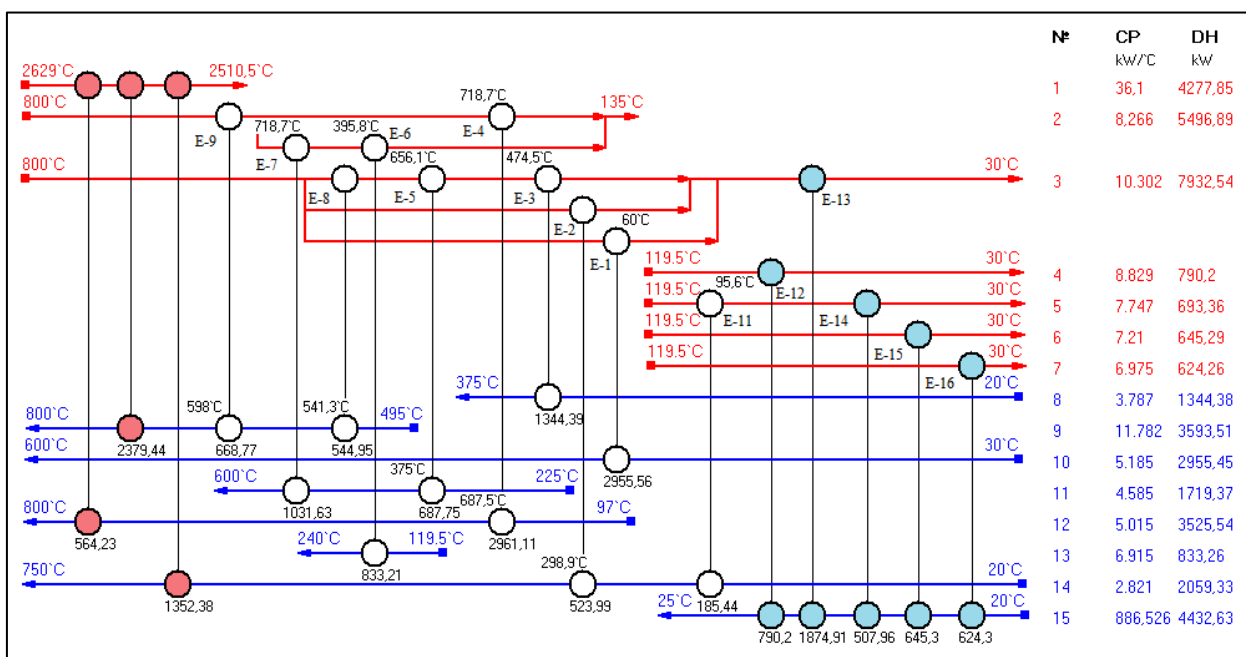 № CP DH
kW/℃ kW
2629℃ 2510,5℃ 1 36,1 4277,85
800℃ 718,7℃ 135℃ 2 8,266 5496,89
E-9 718,7℃ 395,8℃ E-6 E-4
E-7 656,1℃ 474,5℃
800℃ 30℃ 3 10.302 7932,54
E-8 E-5 E-3 E-13
E-2 60℃
E-1
119.5℃ 30℃ 4 8.829 790,2
95,6℃ E-12
119.5℃ 30℃ 5 7.747 693,36
E-11 E-14
119.5℃ 30℃ 6 7.21 645,29
E-15
119.5℃ 30℃ 7 6.975 624,26
E-16
375℃ 20℃ 8 3.787 1344,38
1344,39
800℃ 598℃ 541,3℃ 495℃ 9 11.782 3593,51
2379,44 668,77 544,95
600℃ 30℃ 10 5.185 2955,45
2955,56
600℃ 375℃ 225℃ 11 4.585 1719,37
1031,63 687,75 687,5℃
800℃ 97℃ 12 5.015 3525,54
564,23 2961,11
240℃ 119.5℃ 13 6.915 833,26
833,21 298,9℃
750℃ 20℃ 14 2.821 2059,33
1352,38 523,99 185,44
25℃ 20℃ 15 886,526 4432,63
790,2 1874,91 507,96 645,3 624,3